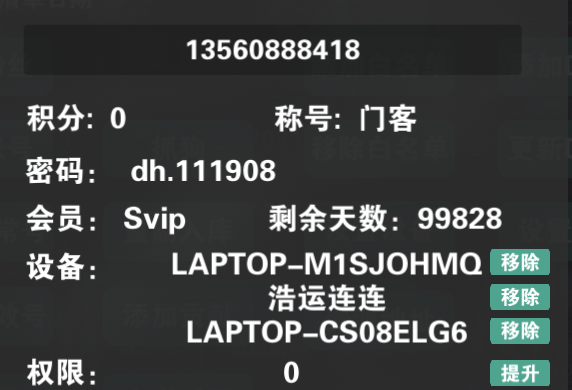 13560888418
积分: 0 称号: 门客
密码: dh.111908
会员: Svip 剩余天数: 99828
设备: LAPTOP-M1SJOHMQ 移除
浩运连连 移除
LAPTOP-CS08ELG6 移除
权限: 0 提升